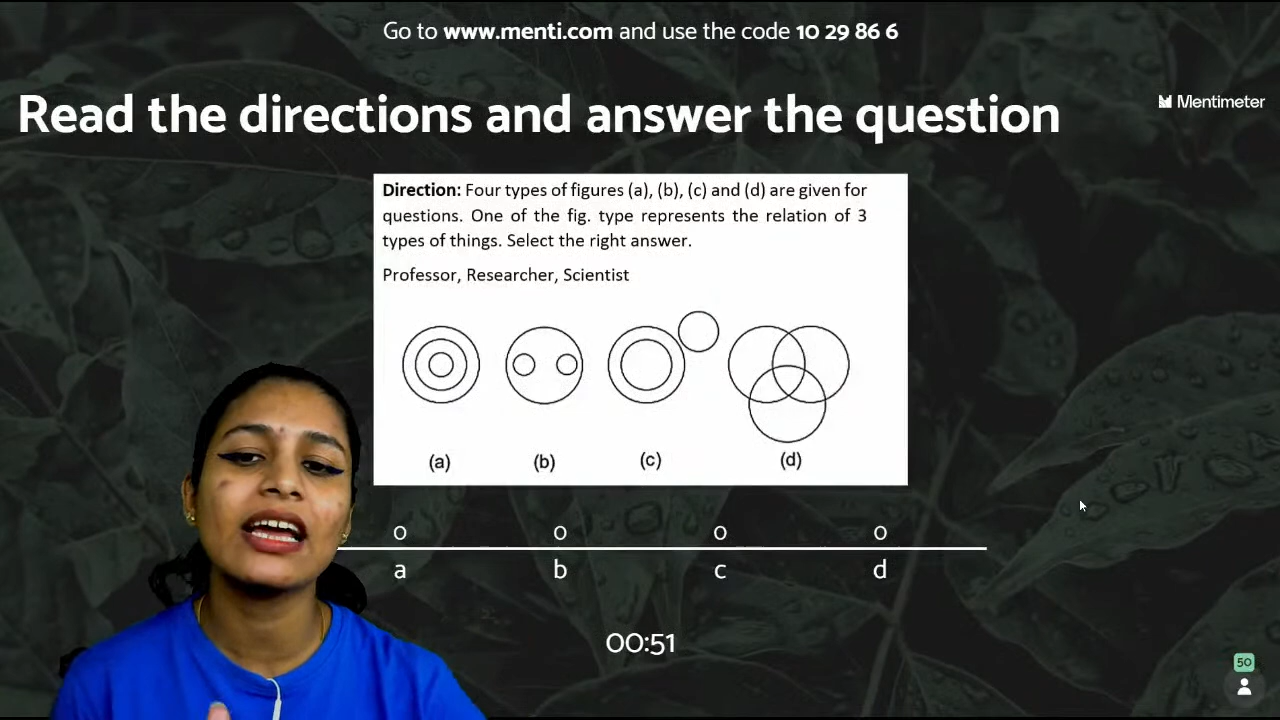 Go to www.menti.com and use the code 10 29 86 6
Read the directions and answer the question
Mentimeter
Direction: Four types of figures (a), (b), (c) and (d) are given for
questions. One of the fig. type represents the relation of 3
types of things. Select the right answer.
Professor, Researcher, Scientist
(a) (b) (c) (d)
0 0 0 0
a b c d
00:51
50